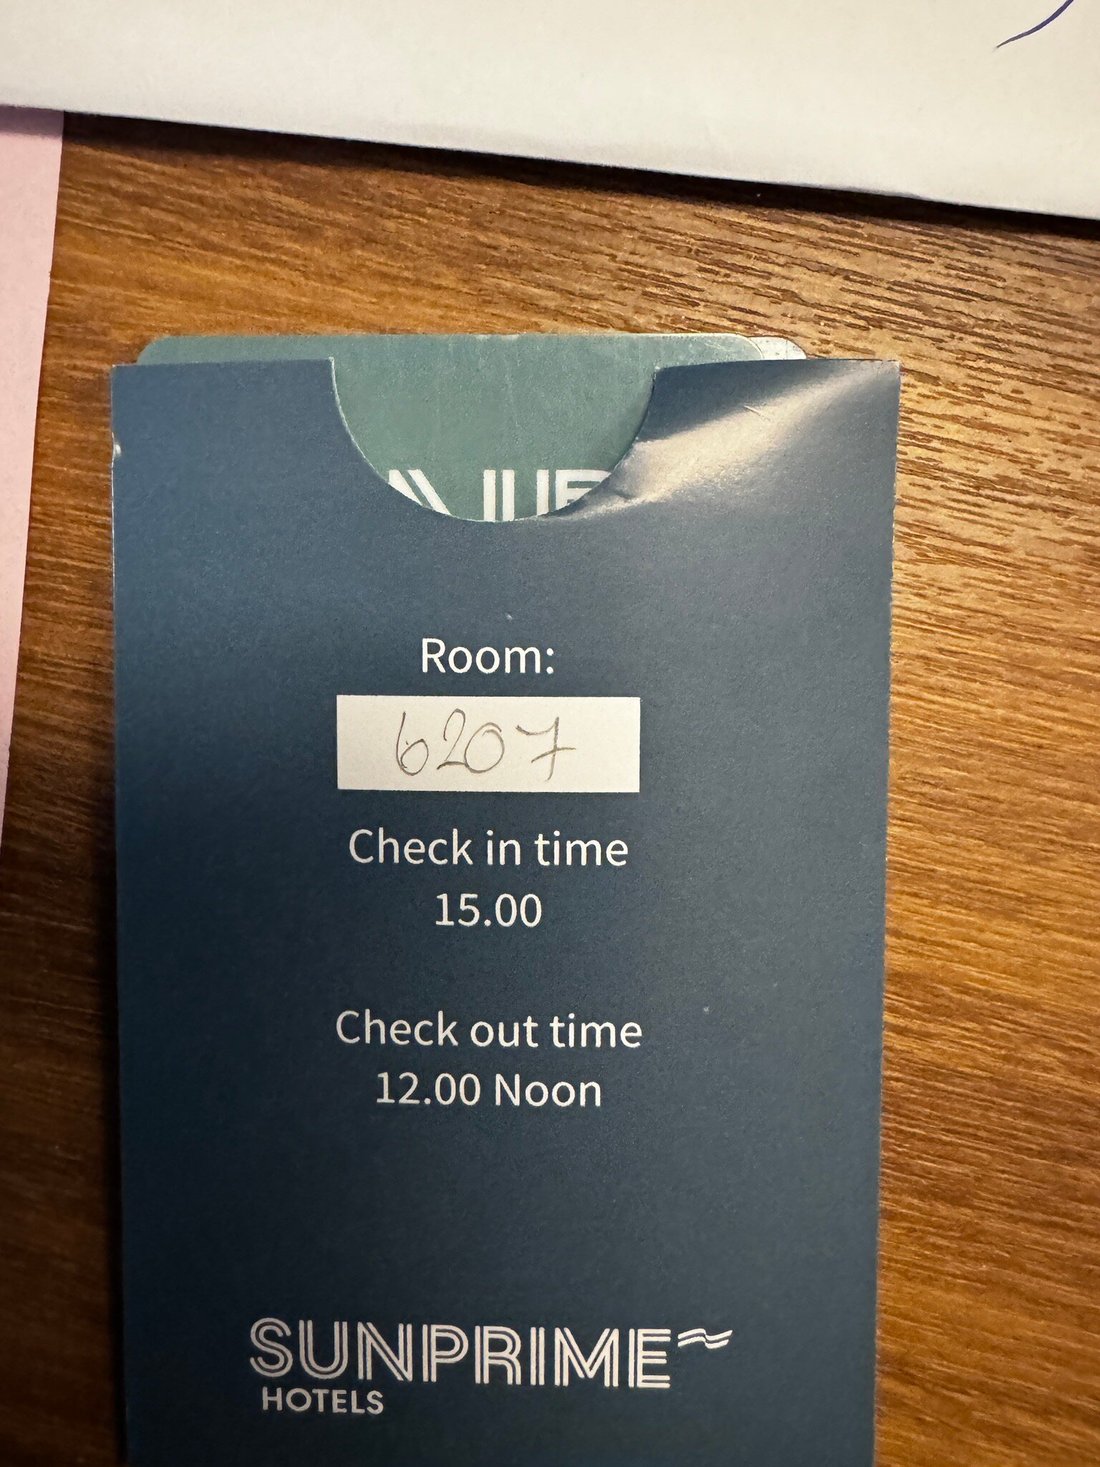 Room:
6207
Check in time
15.00
Check out time
12.00 Noon
SUNPRIME
HOTELS